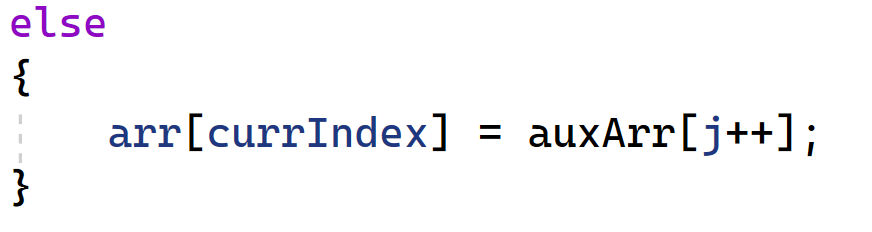 else
{
    arr[currIndex] = auxArr[j++];
}